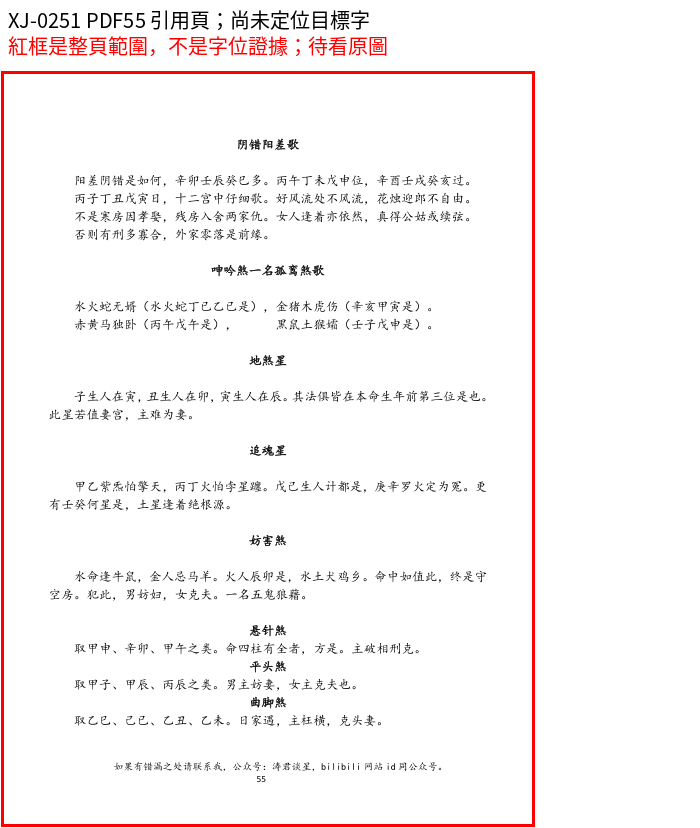 XJ-0251 PDF55 引用頁；尚未定位目標字
紅框是整頁範圍，不是字位證據；待看原圖
阴错阳差歌
阳差阴错是如何，辛卯壬辰癸巳多。丙午丁未戊申位，辛酉壬戌癸亥过。
丙子丁丑戊寅日，十二宫中仔细歌。好风流处不风流，花烛迎郎不自由。
不是寒房因孝娶，残房入舍两家仇。女人逢着亦依然，真得公姑或续弦。
否则有刑多寡合，外家零落是前缘。
呻吟煞一名孤鸾煞歌
水火蛇无婿（水火蛇丁已乙已是），金猪木虎伤（辛亥甲寅是）。
赤黄马独卧（丙午戊午是）， 黑鼠土猴孀（壬子戊申是）。
地煞星
子生人在寅，丑生人在卯，寅生人在辰。其法俱皆在本命生年前第三位是也。
此星若值妻宫，主难为妻。
追魂星
甲乙紫炁怕擎天，丙丁火怕孛星躔。戊己生人计都是，庚辛罗火定为冤。更
有壬癸何星是，土星逢着绝根源。
妨害煞
水命逢牛鼠，金人忌马羊。火人辰卯是，水土犬鸡乡。命中如值此，终是守
空房。犯此，男妨妇，女克夫。一名五鬼狼藉。
悬针煞
取甲申、辛卯、甲午之类。命四柱有全者，方是。主破相刑克。
平头煞
取甲子、甲辰、丙辰之类。男主妨妻，女主克夫也。
曲脚煞
取乙巳、己巳、乙丑、乙未。日家遇，主枉横，克头妻。
如果有错漏之处请联系我，公众号：涛君谈星，bilibili 网站 id 同公众号。
55